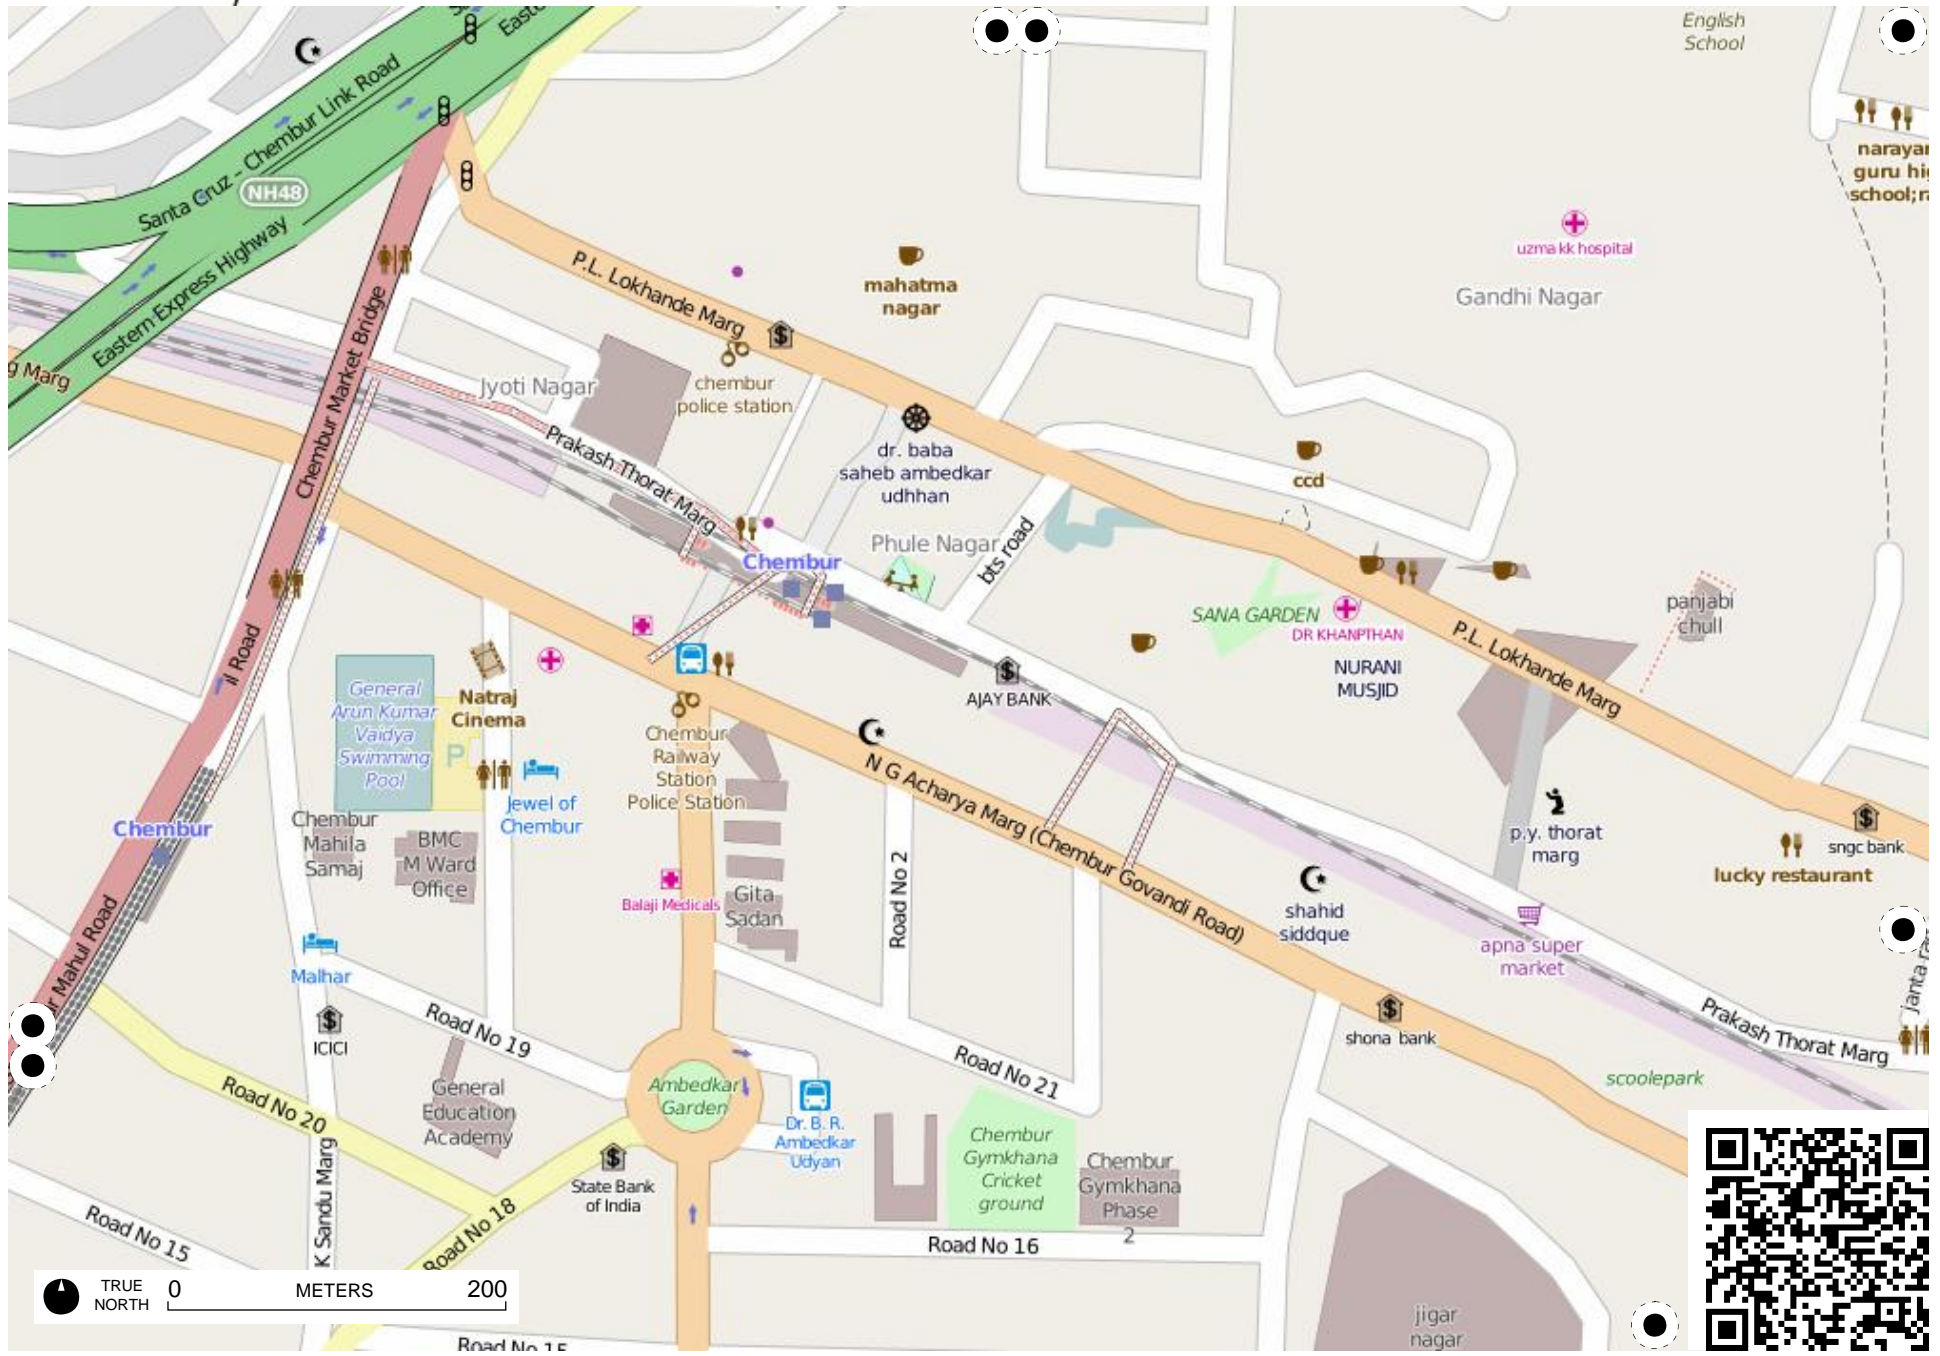 English
School
Easte
Santa Cruz – Chembur Link Road
NH48
Eastern Express Highway
narayan
guru hig
school;ra
uzma kk hospital
Gandhi Nagar
mahatma
nagar
P.L. Lokhande Marg
g Marg
Chembur Market Bridge
Jyoti Nagar
chembur
police station
Prakash Thorat Marg
dr. baba
saheb ambedkar
udhhan
ccd
Phule Nagar
bts road
Chembur
SANA GARDEN
DR KHANPTHAN
NURANI
MUSJID
panjabi
chull
P.L. Lokhande Marg
il Road
General
Arun Kumar
Vaidya
Swimming
Pool
P
Natraj
Cinema
AJAY BANK
Chembur
Railway
Station
Police Station
N G Acharya Marg (Chembur Govandi Road)
Jewel of
Chembur
Chembur
Chembur
Mahila
Samaj
BMC
M Ward
Office
p.y. thorat
marg
sngc bank
lucky restaurant
Balaji Medicals
Gita
Sadan
Road No 2
shahid
siddque
apna super
market
r Mahul Road
Malhar
ICICI
Road No 19
shona bank
Prakash Thorat Marg
janta ra
Road No 21
scoolepark
Road No 20
General
Education
Academy
Ambedkar
Garden
Dr. B. R.
Ambedkar
Udyan
Chembur
Gymkhana
Cricket
ground
Chembur
Gymkhana
Phase
2
State Bank
of India
Road No 15
K Sandu Marg
Road No 18
Road No 16
TRUE
NORTH
0 METERS 200
jigar
nagar
Road No 15